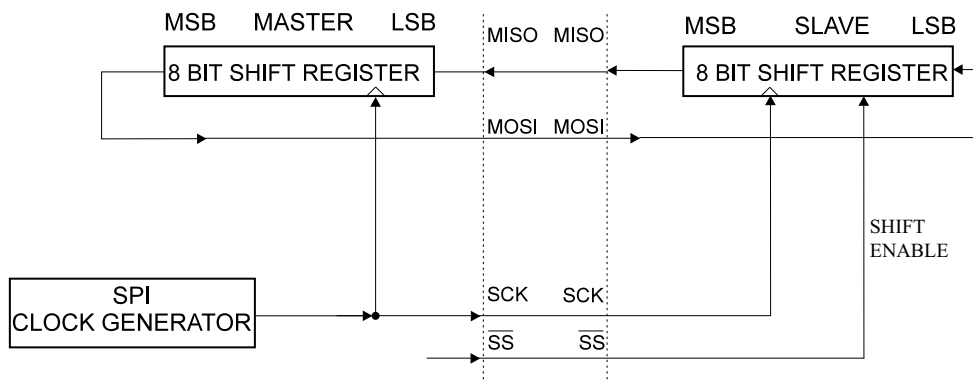 MSB MASTER LSB
MISO MISO
MSB SLAVE LSB
8 BIT SHIFT REGISTER
8 BIT SHIFT REGISTER
MOSI MOSI
SHIFT
ENABLE
SPI
CLOCK GENERATOR
SCK SCK
SS SS